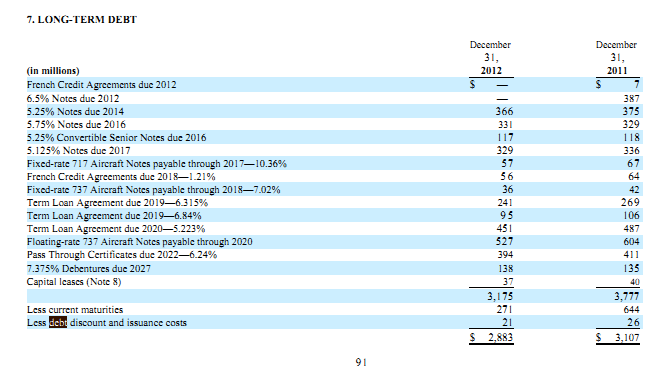 7. LONG-TERM DEBT
December December
31, 31,
(in millions) 2012 2011
French Credit Agreements due 2012 $ — $ 7
6.5% Notes due 2012 — 387
5.25% Notes due 2014 366 375
5.75% Notes due 2016 331 329
5.25% Convertible Senior Notes due 2016 117 118
5.125% Notes due 2017 329 336
Fixed-rate 717 Aircraft Notes payable through 2017—10.36% 57 67
French Credit Agreements due 2018—1.21% 56 64
Fixed-rate 737 Aircraft Notes payable through 2018—7.02% 36 42
Term Loan Agreement due 2019—6.315% 241 269
Term Loan Agreement due 2019—6.84% 95 106
Term Loan Agreement due 2020—5.223% 451 487
Floating-rate 737 Aircraft Notes payable through 2020 527 604
Pass Through Certificates due 2022—6.24% 394 411
7.375% Debentures due 2027 138 135
Capital leases (Note 8) 37 40
3,175 3,777
Less current maturities 271 644
Less debt discount and issuance costs 21 26
$ 2,883 $ 3,107
91